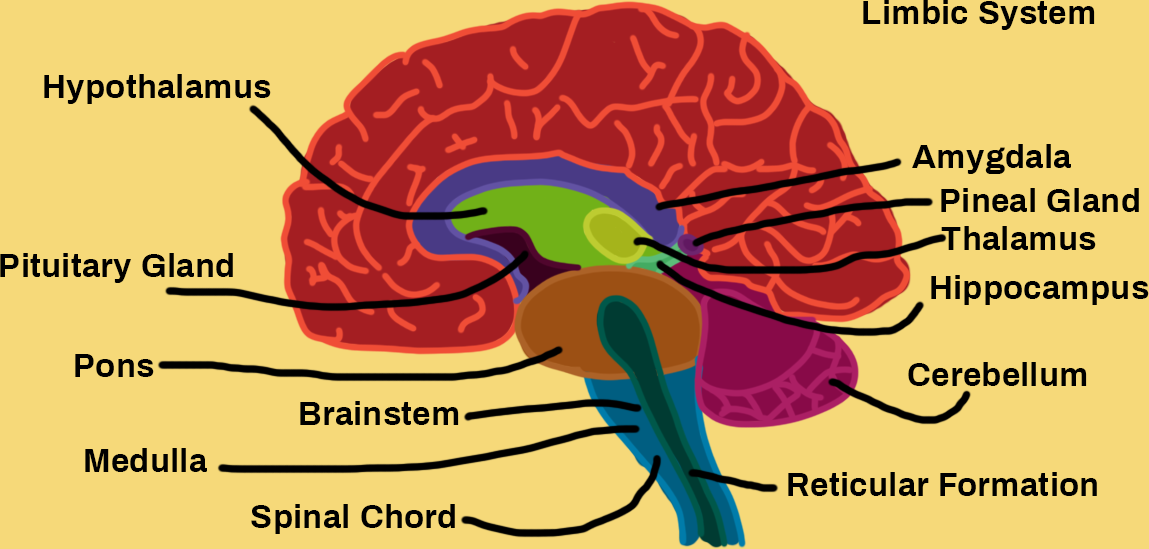 Limbic System
Hypothalamus
Amygdala
Pineal Gland
Thalamus
Pituitary Gland
Hippocampus
Pons
Cerebellum
Brainstem
Medulla
Reticular Formation
Spinal Chord